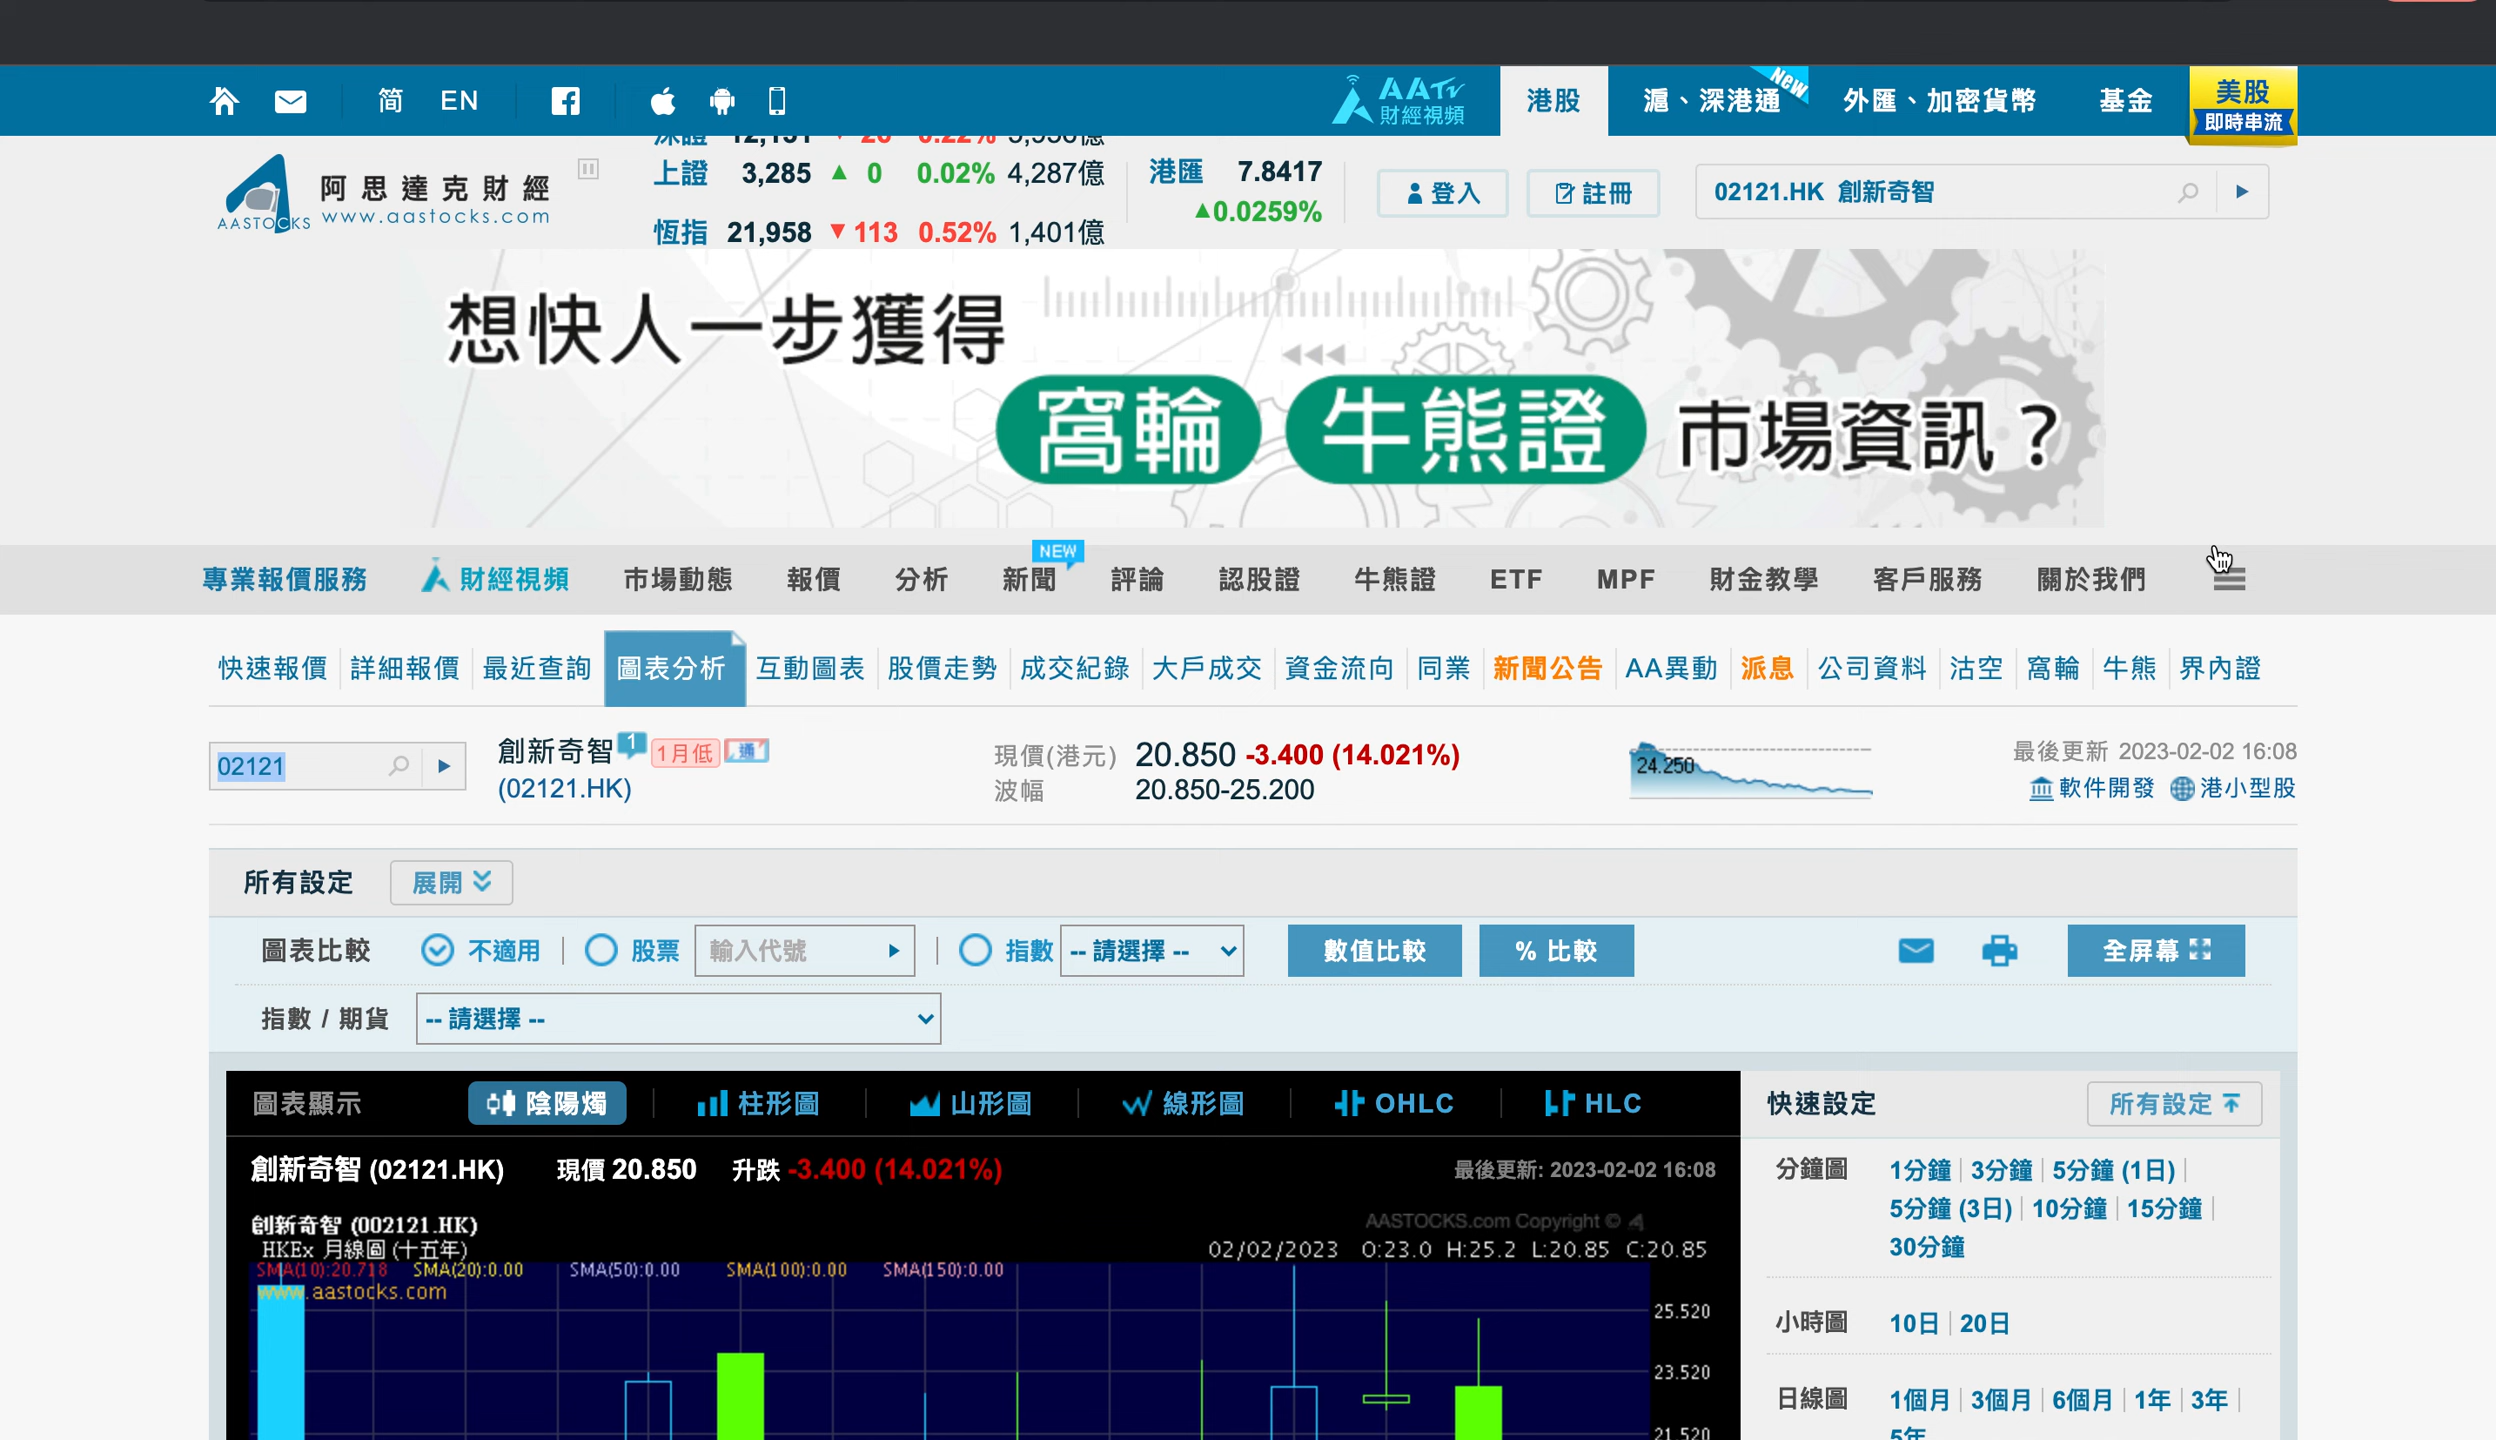 简 EN
AATV
財經視頻
港股 滬、深港通 New 外匯、加密貨幣 基金 美股
即時串流
上證 3,285 ▲ 0 0.02% 4,287億
恆指 21,958 ▼ 113 0.52% 1,401億
港匯 7.8417
▲0.0259%
登入 註冊 02121.HK 創新奇智
阿思達克財經
www.aastocks.com
AASTOCKS
想快人一步獲得
窩輪 牛熊證 市場資訊?
專業報價服務 財經視頻 市場動態 報價 分析 新聞 NEW 評論 認股證 牛熊證 ETF MPF 財金教學 客戶服務 關於我們
快速報價 詳細報價 最近查詢 圖表分析 互動圖表 股價走勢 成交紀錄 大戶成交 資金流向 同業 新聞公告 AA異動 派息 公司資料 沽空 窩輪 牛熊 界內證
02121 創新奇智 1 1月低 通
(02121.HK)
現價(港元) 20.850 -3.400 (14.021%)
波幅 20.850-25.200
24.250
最後更新 2023-02-02 16:08
軟件開發 港小型股
所有設定 展開
圖表比較 不適用 | 股票 輸入代號 | 指數 -- 請選擇 -- 數值比較 % 比較 全屏幕
指數 / 期貨 -- 請選擇 --
圖表顯示 陰陽燭 柱形圖 山形圖 線形圖 OHLC HLC
創新奇智 (02121.HK) 現價 20.850 升跌 -3.400 (14.021%) 最後更新: 2023-02-02 16:08
創新奇智 (002121.HK) AASTOCKS.com Copyright ©
HKEx 月線圖 (十五年) 02/02/2023 O:23.0 H:25.2 L:20.85 C:20.85
SMA(10):20.718 SMA(20):0.00 SMA(50):0.00 SMA(100):0.00 SMA(150):0.00
www.aastocks.com
25.520
23.520
21.520
快速設定 所有設定
分鐘圖 1分鐘 | 3分鐘 | 5分鐘 (1日) |
5分鐘 (3日) | 10分鐘 | 15分鐘 |
30分鐘
小時圖 10日 | 20日
日線圖 1個月 | 3個月 | 6個月 | 1年 | 3年 |
5年